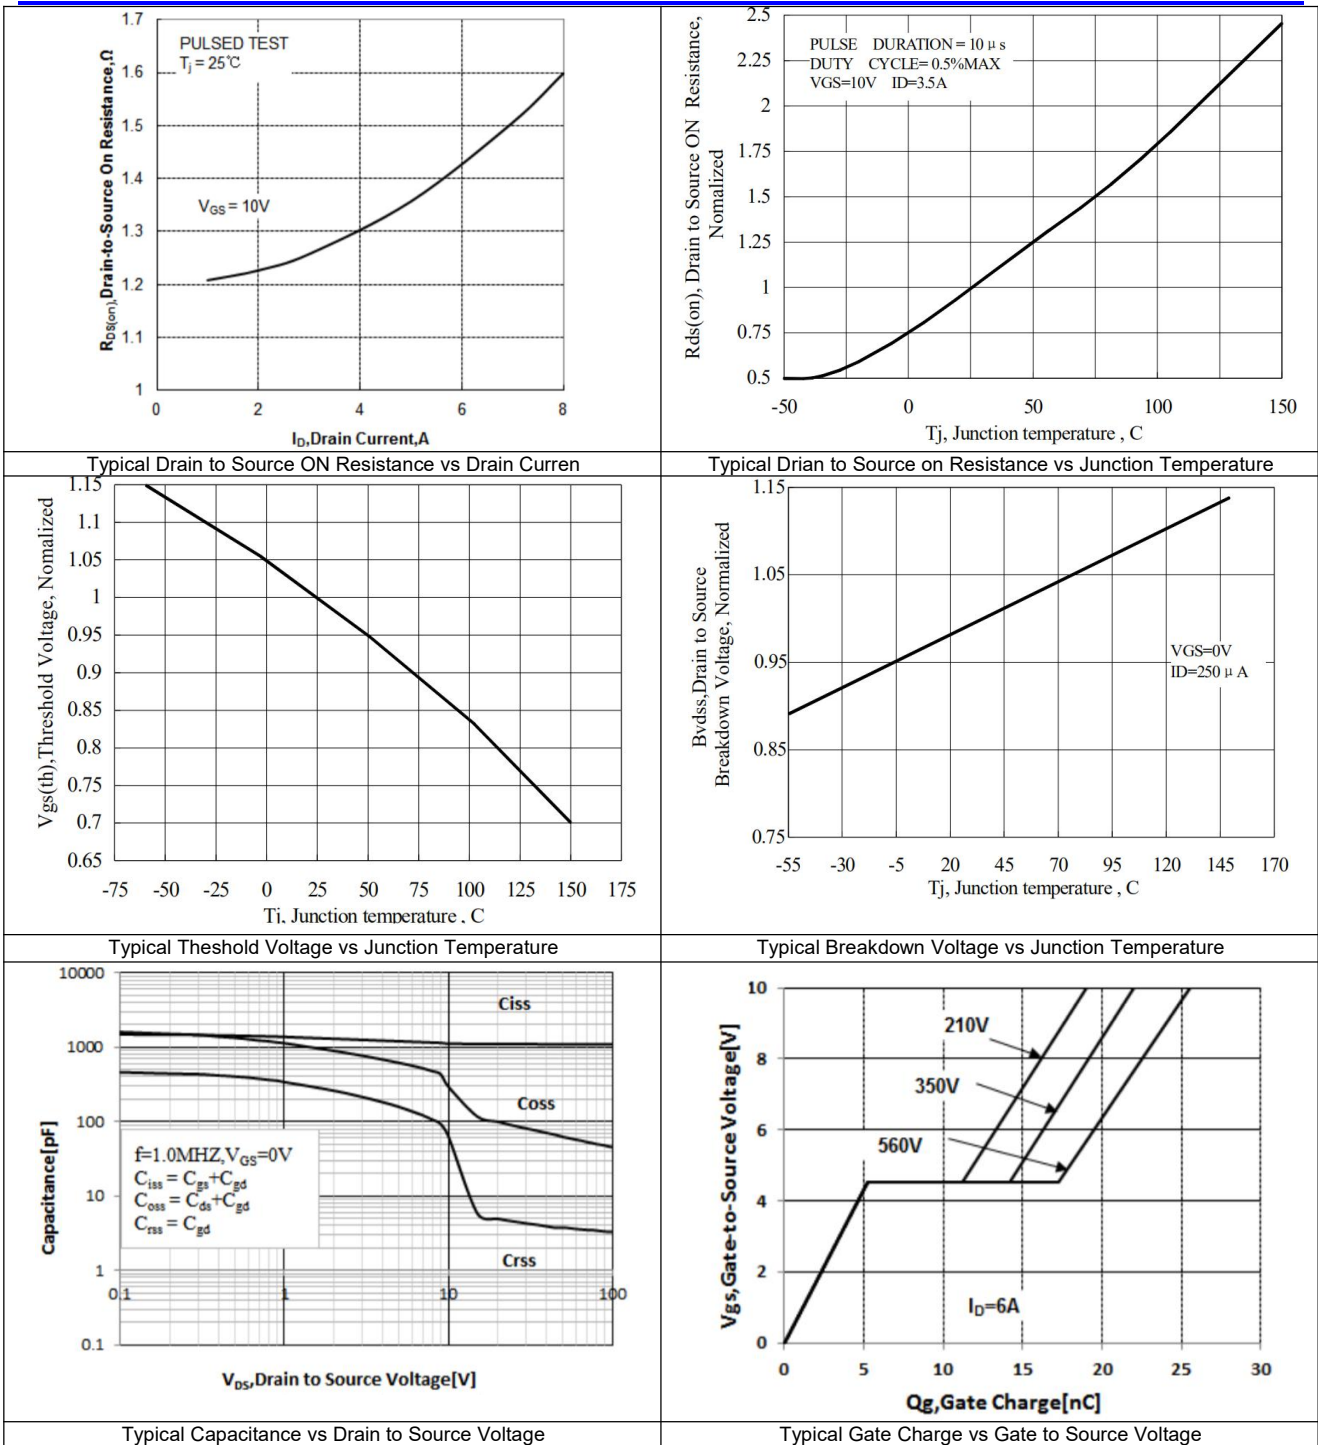 1.7
1.6
1.5
1.4
1.3
1.2
1.1
1
PULSED TEST
Tj = 25℃
VGS = 10V
RDS(on),Drain-to-Source On Resistance,Ω
0 2 4 6 8
ID,Drain Current,A
Typical Drain to Source ON Resistance vs Drain Curren
2.5
2.25
2
1.75
1.5
1.25
1
0.75
0.5
PULSE DURATION = 10 μ s
DUTY CYCLE= 0.5%MAX
VGS=10V ID=3.5A
Rds(on), Drain to Source ON Resistance,
Nomalized
-50 0 50 100 150
Tj, Junction temperature , C
Typical Drian to Source on Resistance vs Junction Temperature
1.15
1.1
1.05
1
0.95
0.9
0.85
0.8
0.75
0.7
0.65
Vgs(th),Threshold Voltage, Nomalized
-75 -50 -25 0 25 50 75 100 125 150 175
Tj, Junction temperature , C
Typical Theshold Voltage vs Junction Temperature
1.15
1.05
0.95
0.85
0.75
Bvdss,Drain to Source
Breakdown Voltage, Normalized
VGS=0V
ID=250 μ A
-55 -30 -5 20 45 70 95 120 145 170
Tj, Junction temperature , C
Typical Breakdown Voltage vs Junction Temperature
10000
1000
100
10
1
0.1
Capacitance[pF]
Ciss
Coss
Crss
f=1.0MHZ,VGS=0V
Ciss = Cgs+Cgd
Coss = Cds+Cgd
Crss = Cgd
0.1 1 10 100
VDS,Drain to Source Voltage[V]
Typical Capacitance vs Drain to Source Voltage
10
8
6
4
2
0
Vgs,Gate-to-Source Voltage[V]
210V
350V
560V
ID=6A
0 5 10 15 20 25 30
Qg,Gate Charge[nC]
Typical Gate Charge vs Gate to Source Voltage